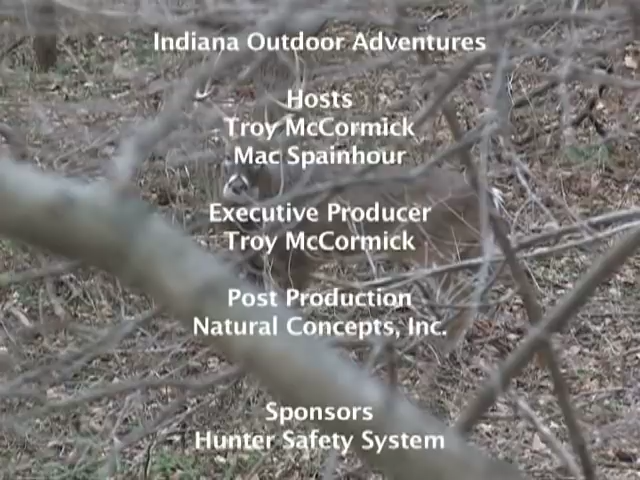 Indiana Outdoor Adventures
Hosts
Troy McCormick
Mac Spainhour
Executive Producer
Troy McCormick
Post Production
Natural Concepts, Inc.
Sponsors
Hunter Safety System